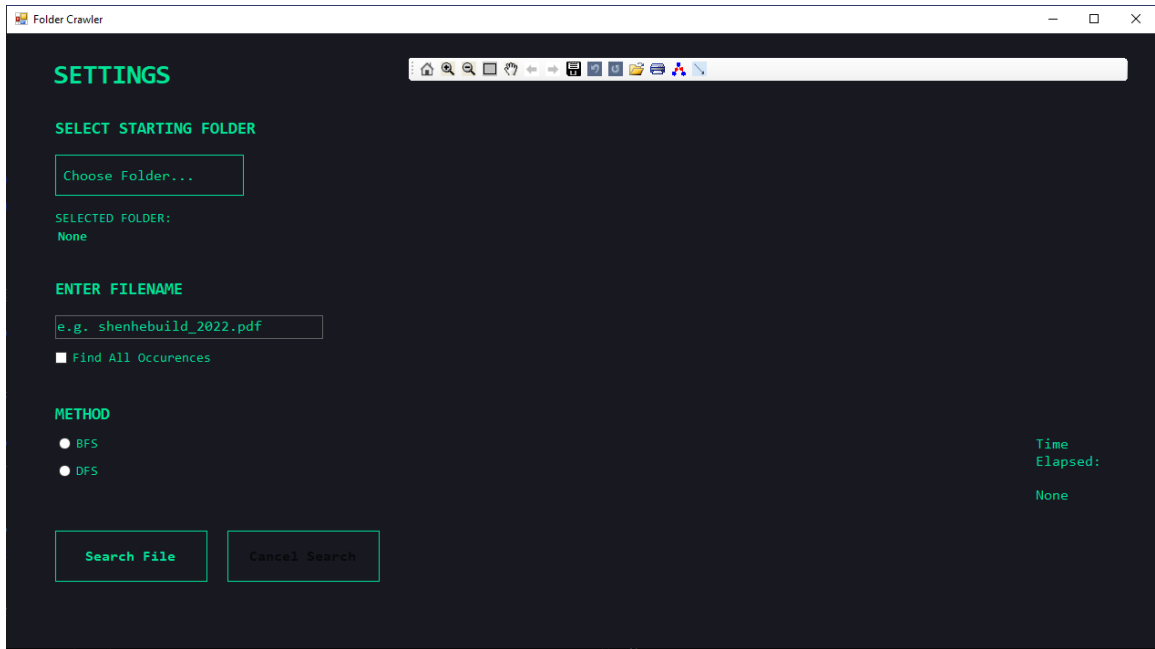 Folder Crawler
SETTINGS
SELECT STARTING FOLDER
Choose Folder...
SELECTED FOLDER:
None
ENTER FILENAME
e.g. shenhebuild_2022.pdf
Find All Occurences
METHOD
BFS
DFS
Search File
Cancel Search
Time
Elapsed:
None